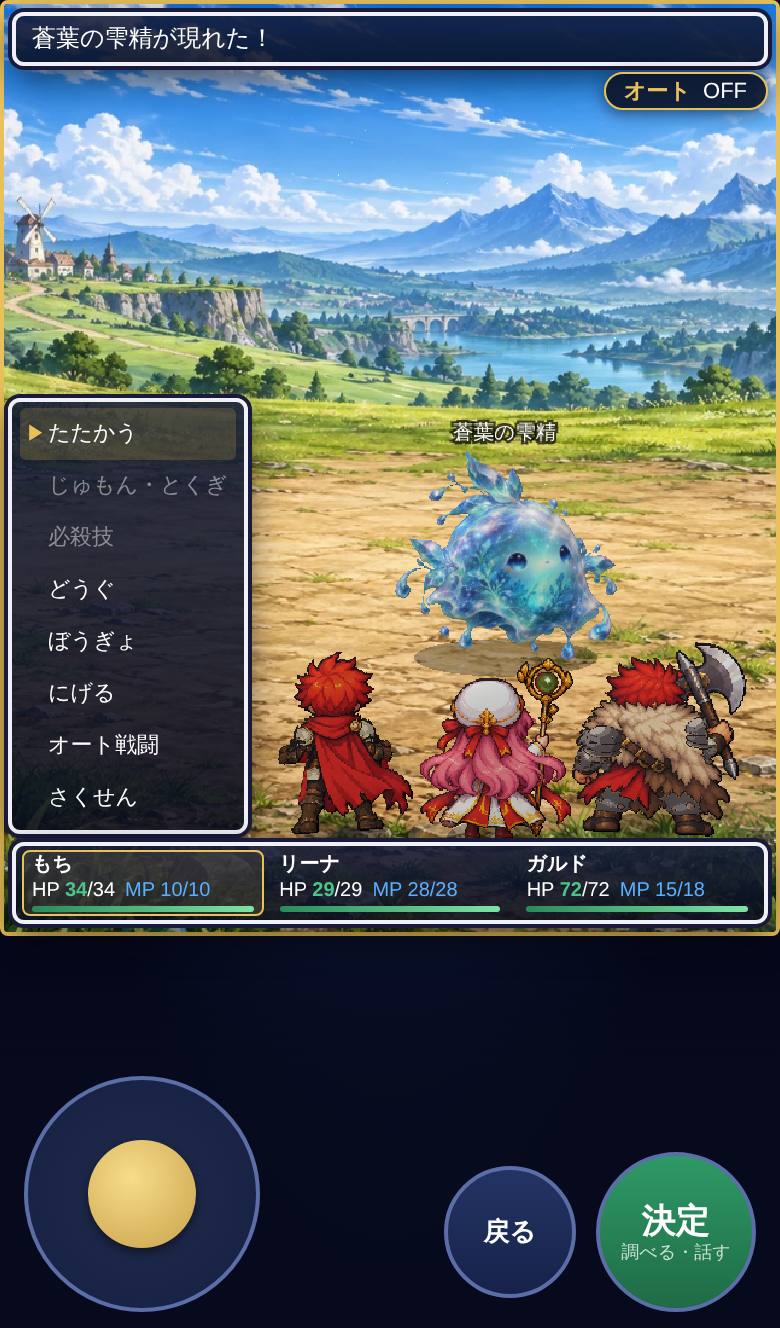 蒼葉の雫精が現れた！
オート OFF
蒼葉の雫精
▶たたかう
じゅもん・とくぎ
必殺技
どうぐ
ぼうぎょ
にげる
オート戦闘
さくせん
もち
HP 34/34 MP 10/10
リーナ
HP 29/29 MP 28/28
ガルド
HP 72/72 MP 15/18
戻る
決定
調べる・話す